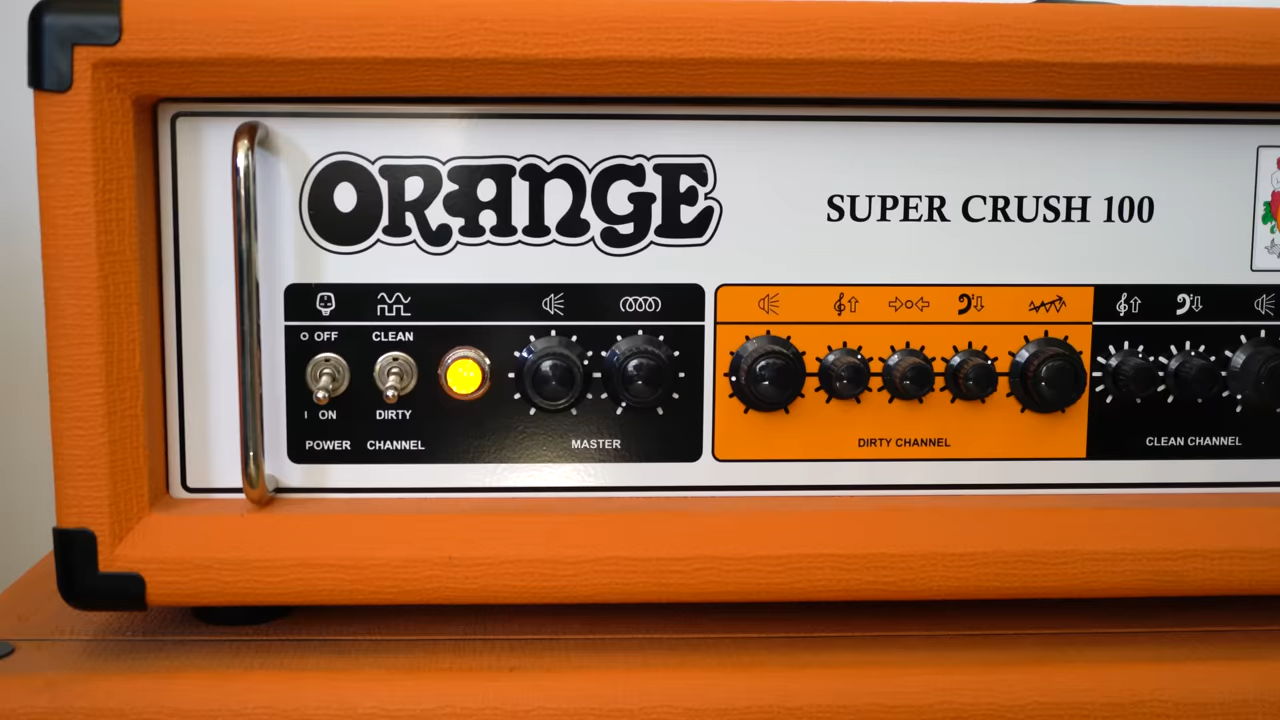 ORANGE
SUPER CRUSH 100
O OFF
CLEAN
I ON
DIRTY
POWER
CHANNEL
MASTER
DIRTY CHANNEL
CLEAN CHANNEL